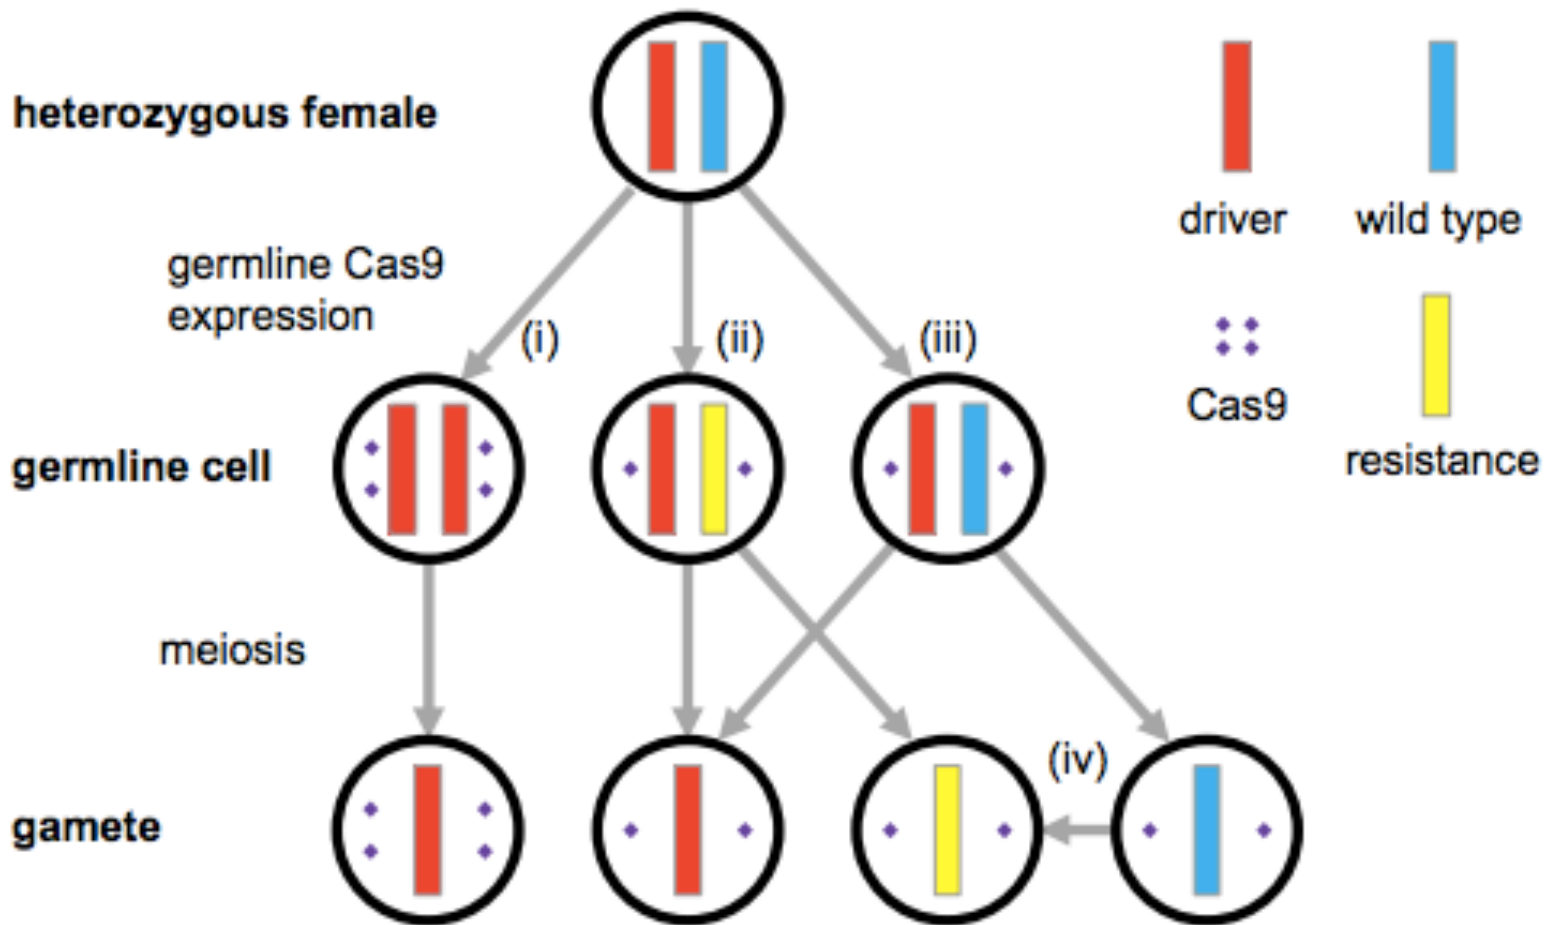 heterozygous female
driver
wild type
germline Cas9
expression
(i)
(ii)
(iii)
Cas9
resistance
germline cell
meiosis
(iv)
gamete